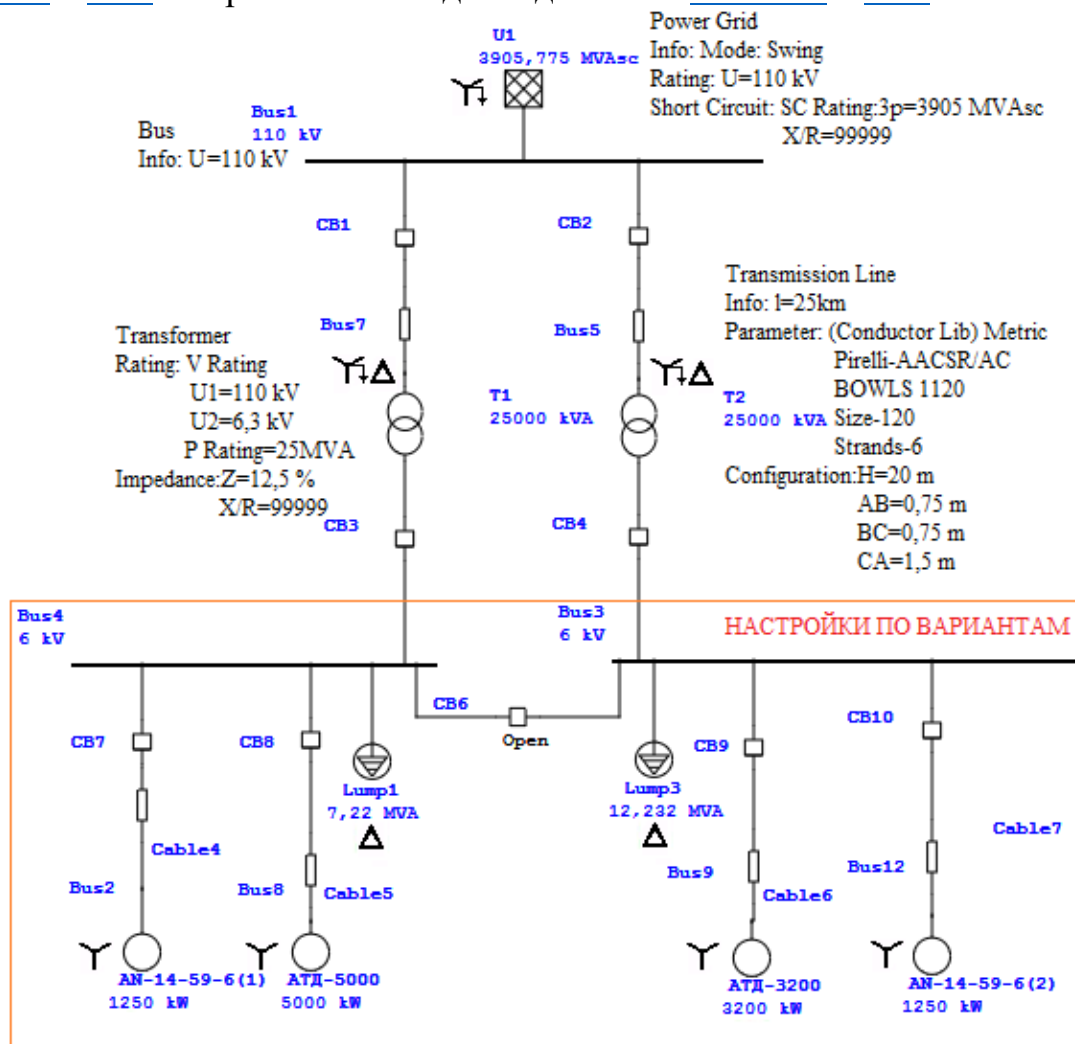 U1
3905,775 MVAsc
Power Grid
Info: Mode: Swing
Rating: U=110 kV
Short Circuit: SC Rating:3p=3905 MVAsc
X/R=99999
Bus1
110 kV
Bus
Info: U=110 kV
CB1
CB2
Bus7
Bus5
Transformer
Rating: V Rating
U1=110 kV
U2=6,3 kV
P Rating=25MVA
Impedance:Z=12,5 %
X/R=99999
T1
25000 kVA
T2
25000 kVA
Transmission Line
Info: l=25km
Parameter: (Conductor Lib) Metric
Pirelli-AACSR/AC
BOWLS 1120
Size-120
Strands-6
Configuration:H=20 m
AB=0,75 m
BC=0,75 m
CA=1,5 m
CB3
CB4
Bus4
6 kV
Bus3
6 kV
НАСТРОЙКИ ПО ВАРИАНТАМ
CB6
Open
CB7
CB8
CB9
CB10
Lump1
7,22 MVA
Lump3
12,232 MVA
Cable4
Cable5
Cable6
Cable7
Bus2
Bus8
Bus9
Bus12
AN-14-59-6(1)
1250 kW
АТД-5000
5000 kW
АТД-3200
3200 kW
AN-14-59-6(2)
1250 kW